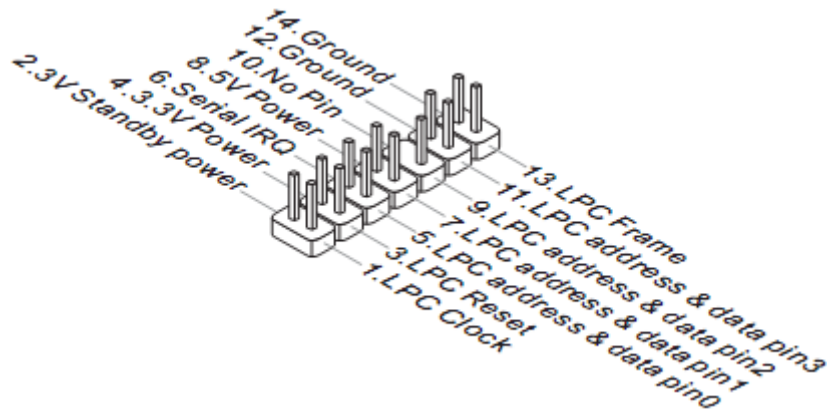 14.Ground
12.Ground
10.No Pin
8.5V Power
6.Serial IRQ
4.3.3V Power
2.3V Standby power
13.LPC Frame
11.LPC address & data pin3
9.LPC address & data pin2
7.LPC address & data pin1
5.LPC address & data pin0
3.LPC Reset
1.LPC Clock